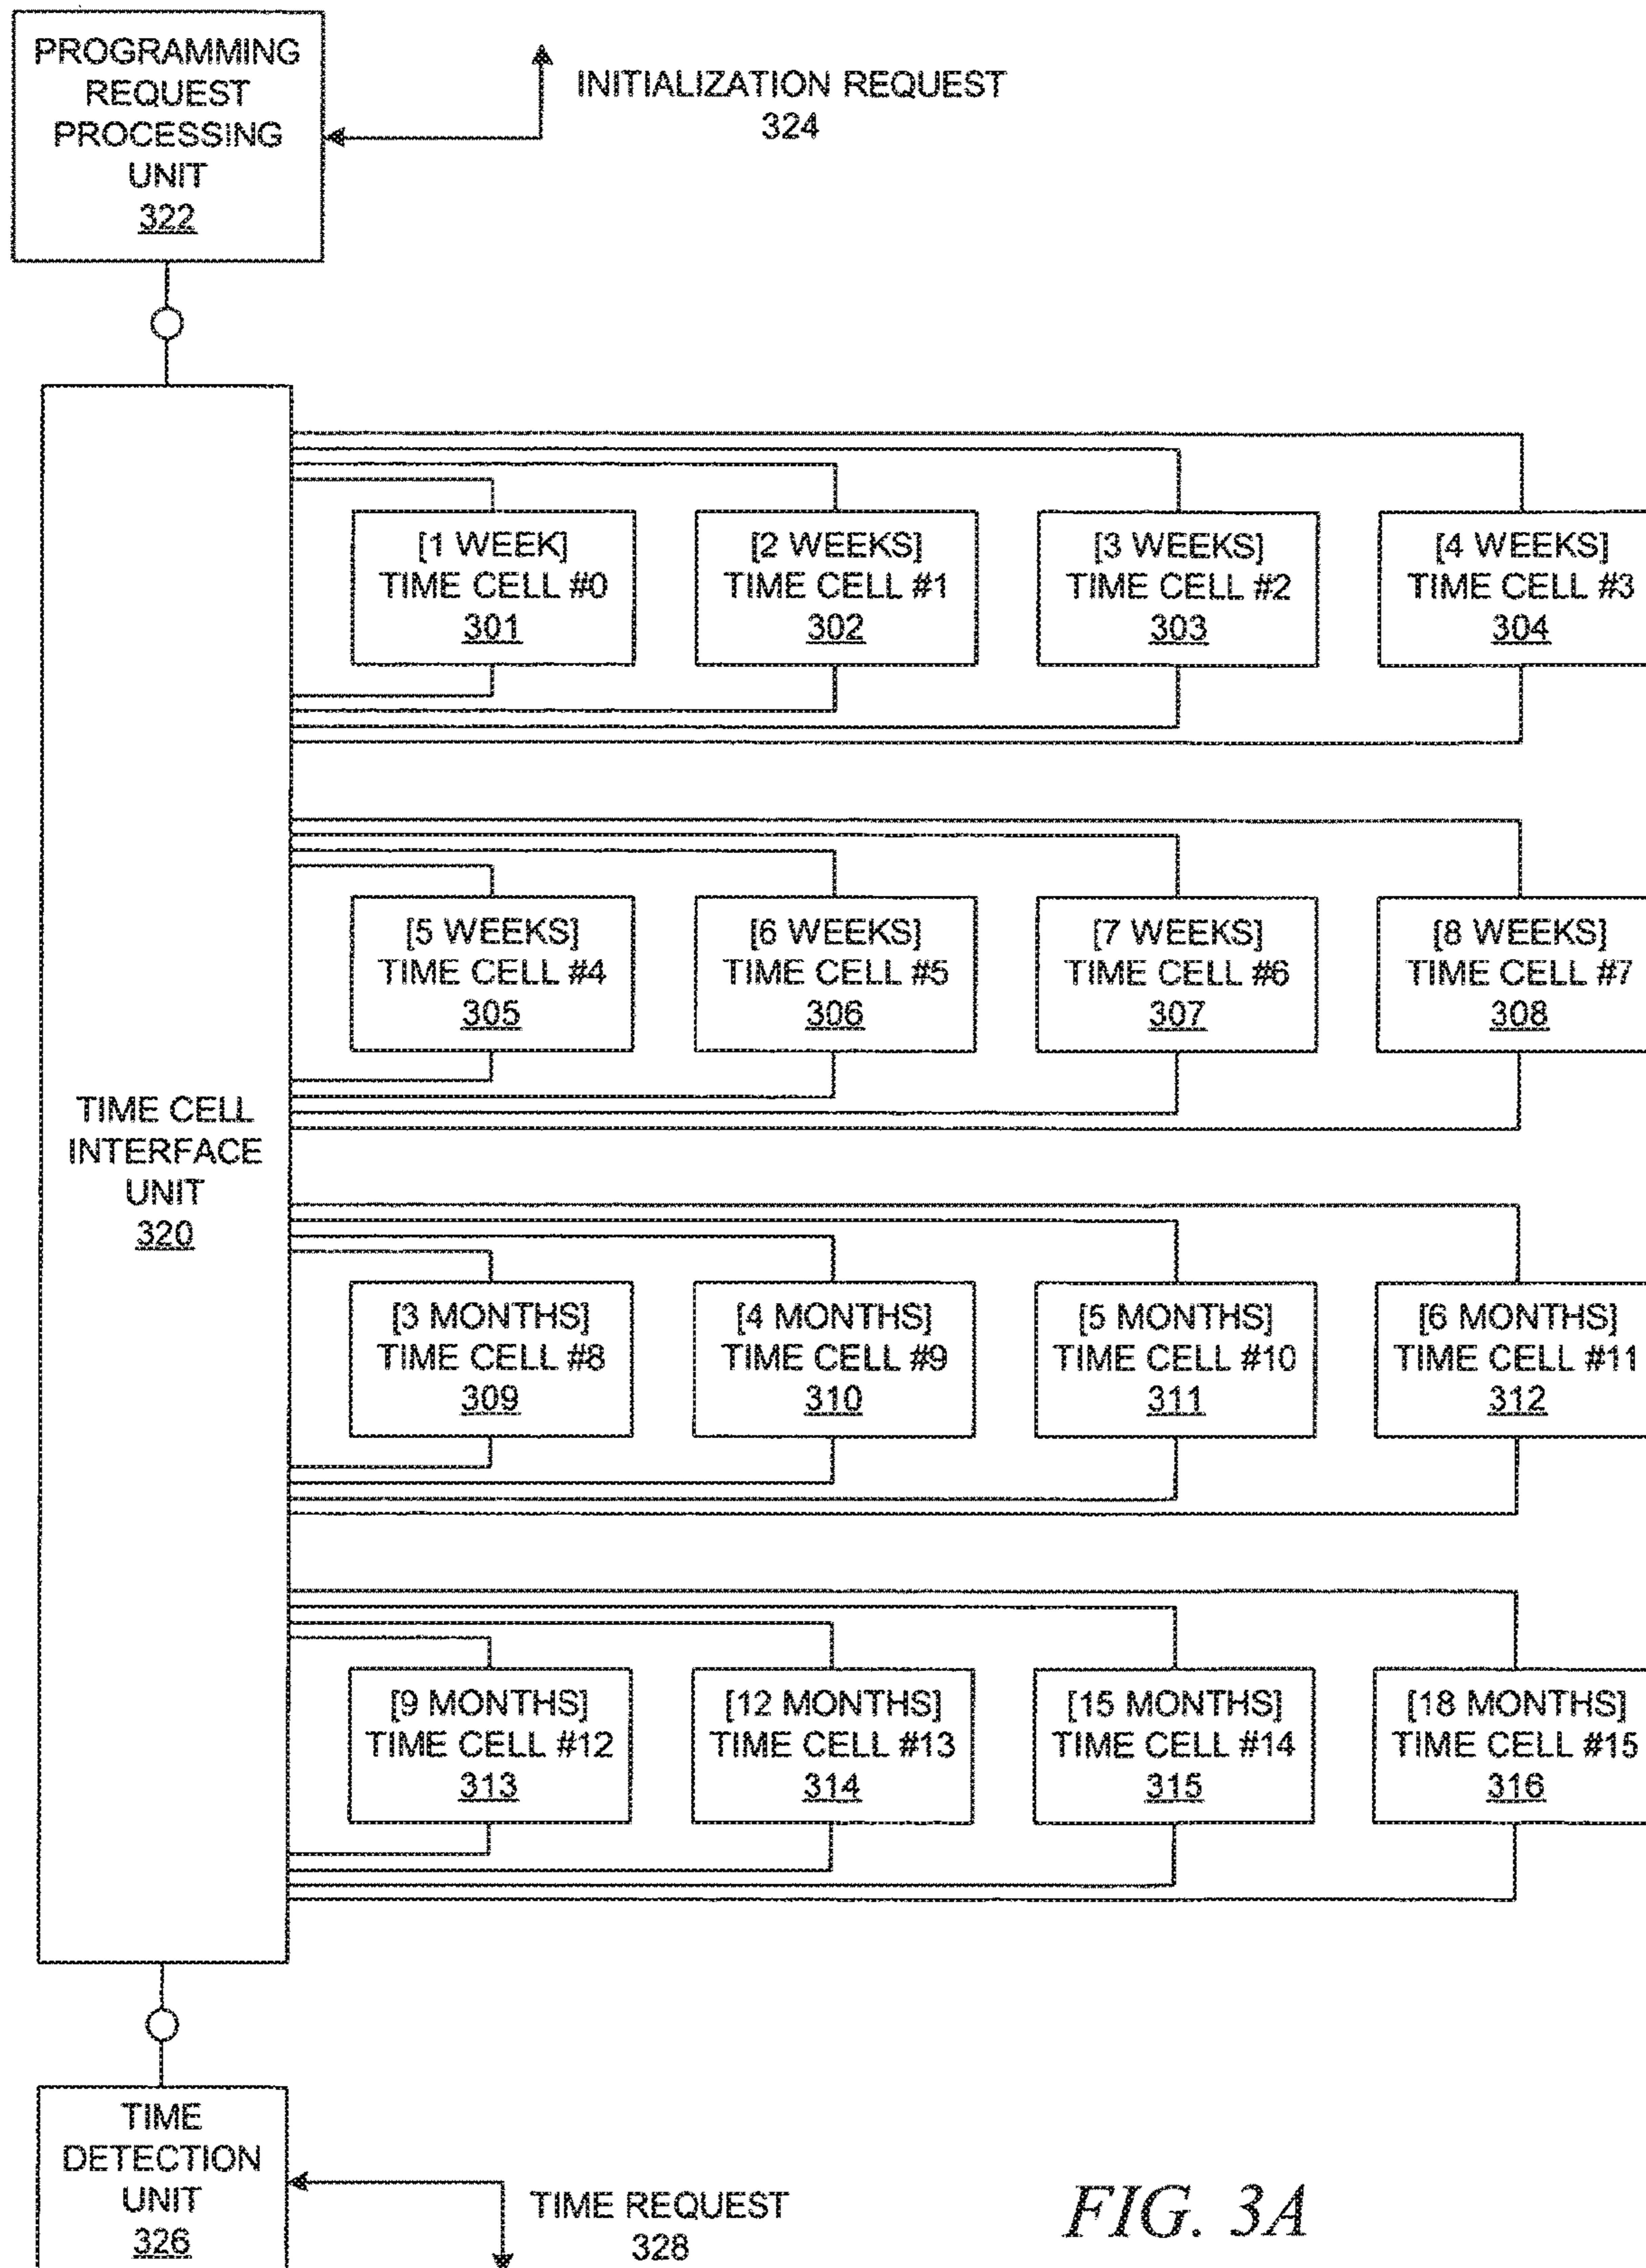 PROGRAMMING
REQUEST
PROCESSING
UNIT
322
INITIALIZATION REQUEST
324
[1 WEEK]
TIME CELL #0
301
[2 WEEKS]
TIME CELL #1
302
[3 WEEKS]
TIME CELL #2
303
[4 WEEKS]
TIME CELL #3
304
[5 WEEKS]
TIME CELL #4
305
[6 WEEKS]
TIME CELL #5
306
[7 WEEKS]
TIME CELL #6
307
[8 WEEKS]
TIME CELL #7
308
TIME CELL
INTERFACE
UNIT
320
[3 MONTHS]
TIME CELL #8
309
[4 MONTHS]
TIME CELL #9
310
[5 MONTHS]
TIME CELL #10
311
[6 MONTHS]
TIME CELL #11
312
[9 MONTHS]
TIME CELL #12
313
[12 MONTHS]
TIME CELL #13
314
[15 MONTHS]
TIME CELL #14
315
[18 MONTHS]
TIME CELL #15
316
TIME
DETECTION
UNIT
326
TIME REQUEST
328
FIG. 3A